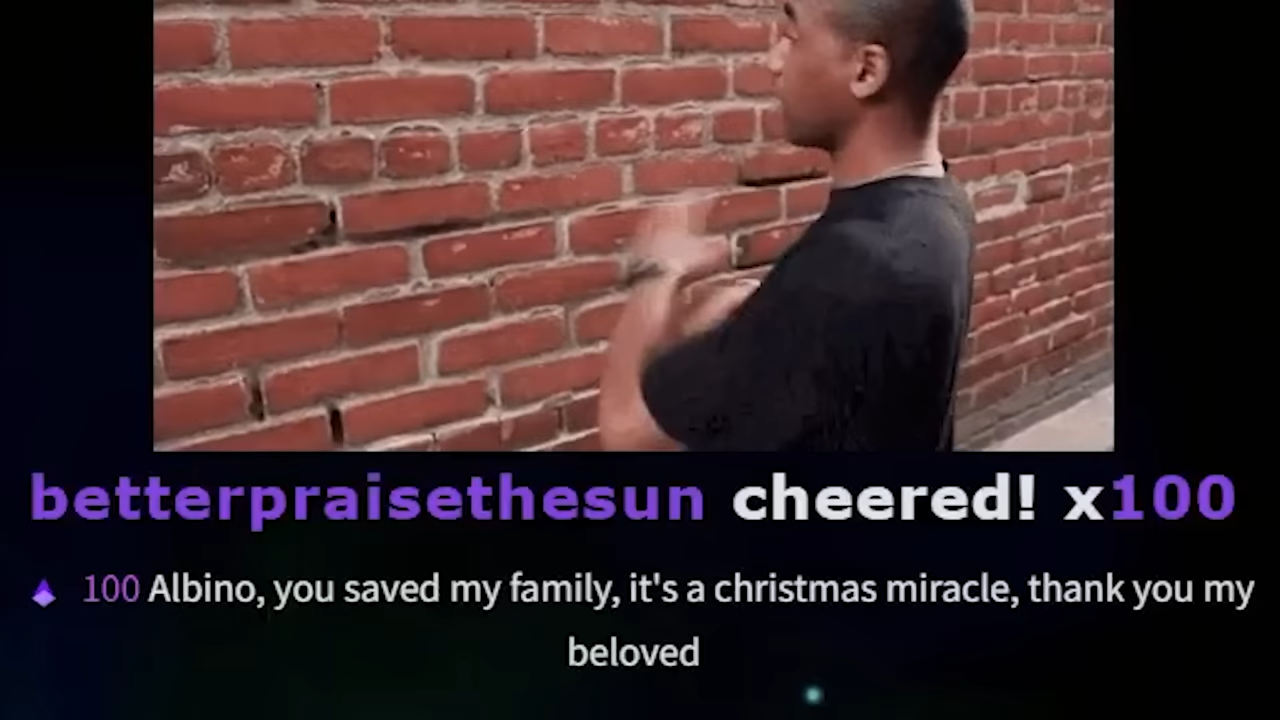 betterpraisethesun cheered! x100
100 Albino, you saved my family, it's a christmas miracle, thank you my
beloved